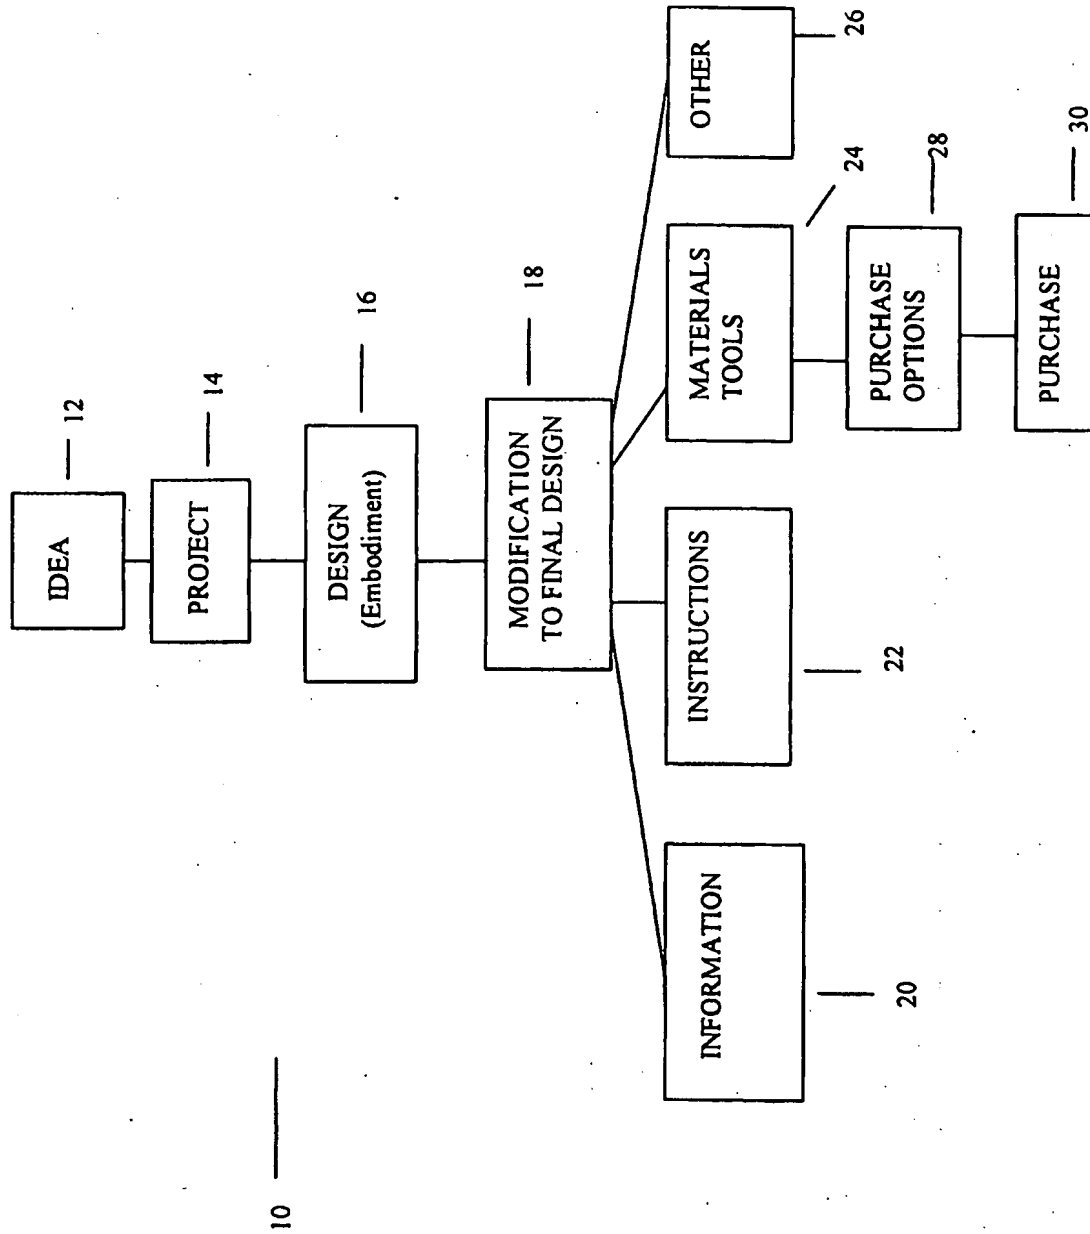 10
IDEA
12
PROJECT
14
DESIGN
(Embodiment)
16
MODIFICATION
TO FINAL DESIGN
18
INFORMATION
20
INSTRUCTIONS
22
MATERIALS
TOOLS
24
OTHER
26
PURCHASE
OPTIONS
28
PURCHASE
30